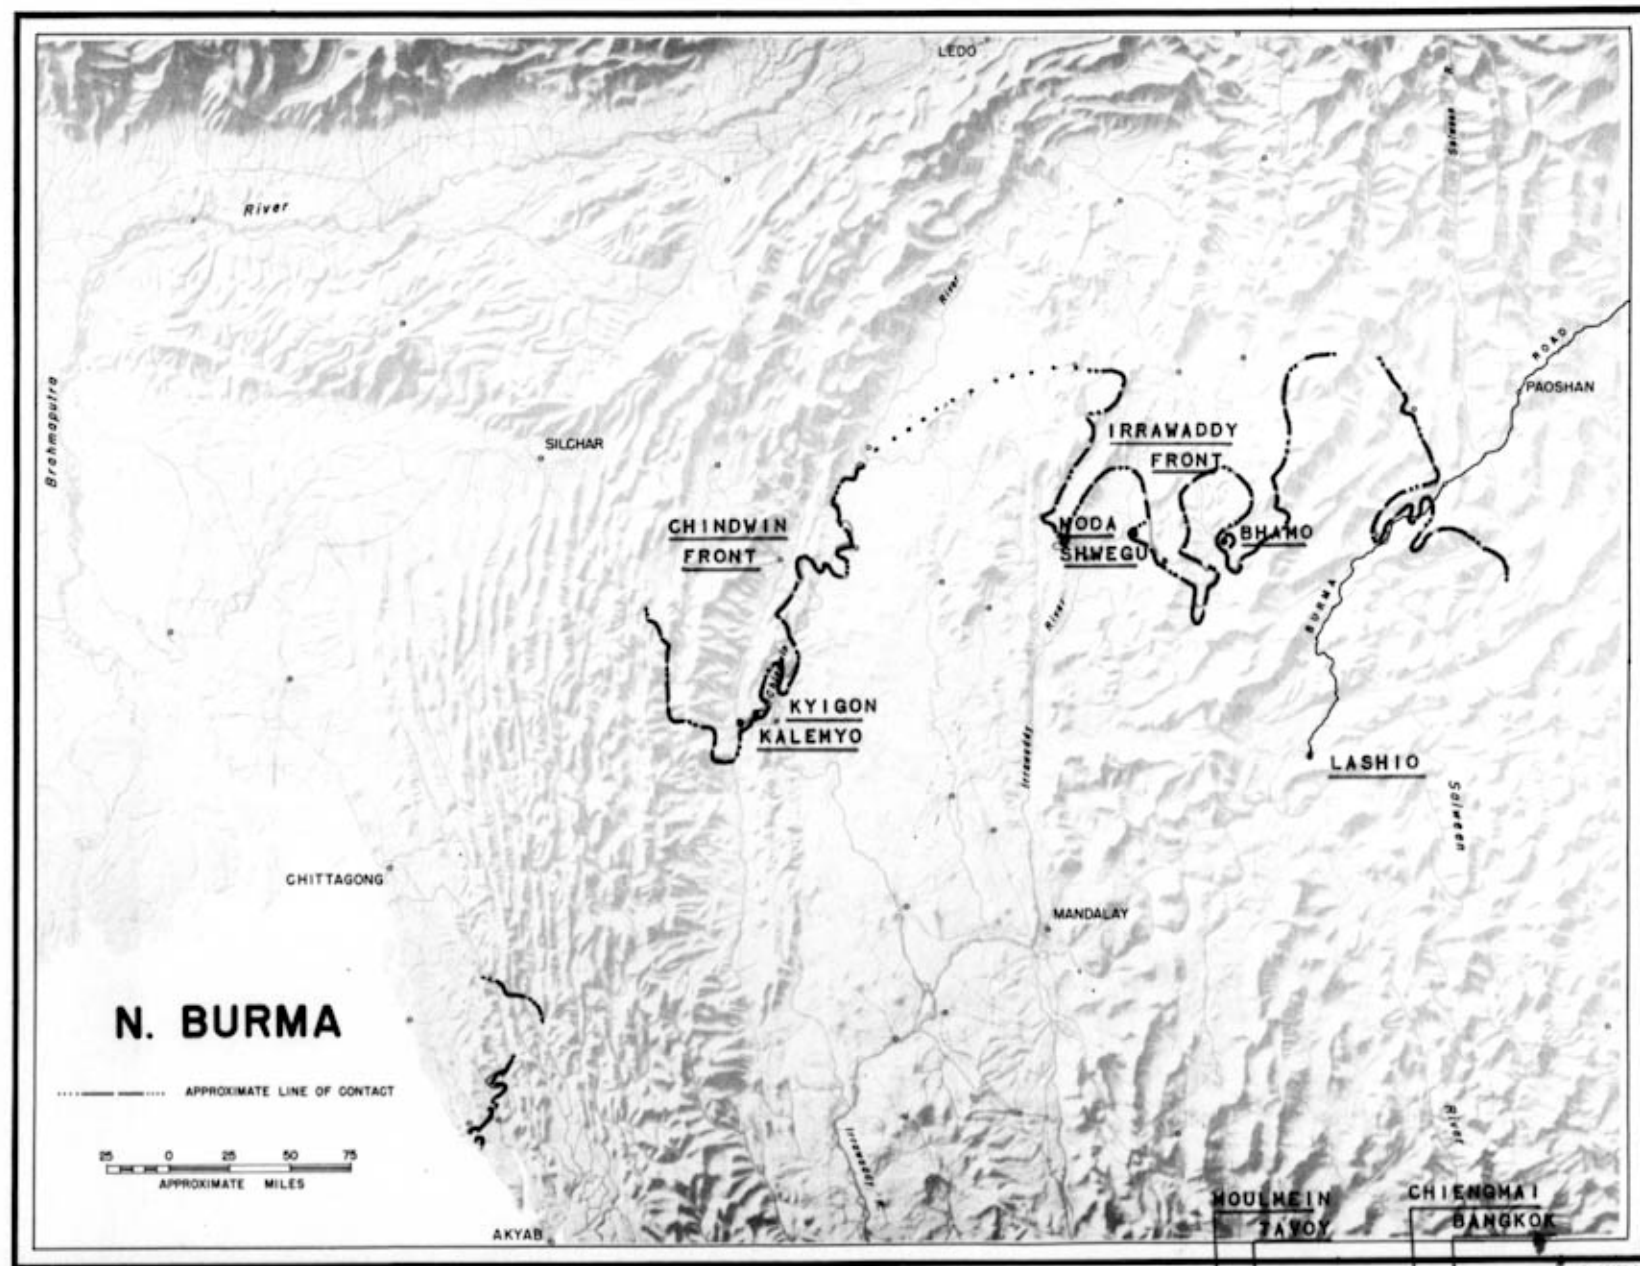 LEDO
Salween R.
River
River
ROAD
PAOSHAN
Brahmaputra
IRRAWADDY
FRONT
SILCHAR
CHINDWIN
FRONT
MODA
BHAMO
SHWEGU
BURMA
River
KYIGON
KALEMYO
Irrawaddy
LASHIO
Salween
CHITTAGONG
MANDALAY
N. BURMA
APPROXIMATE LINE OF CONTACT
25 0 25 50 75
APPROXIMATE MILES
Irrawaddy R.
River
MOULMEIN
CHIENGMAI
TAVOY
BANGKOK
AKYAB